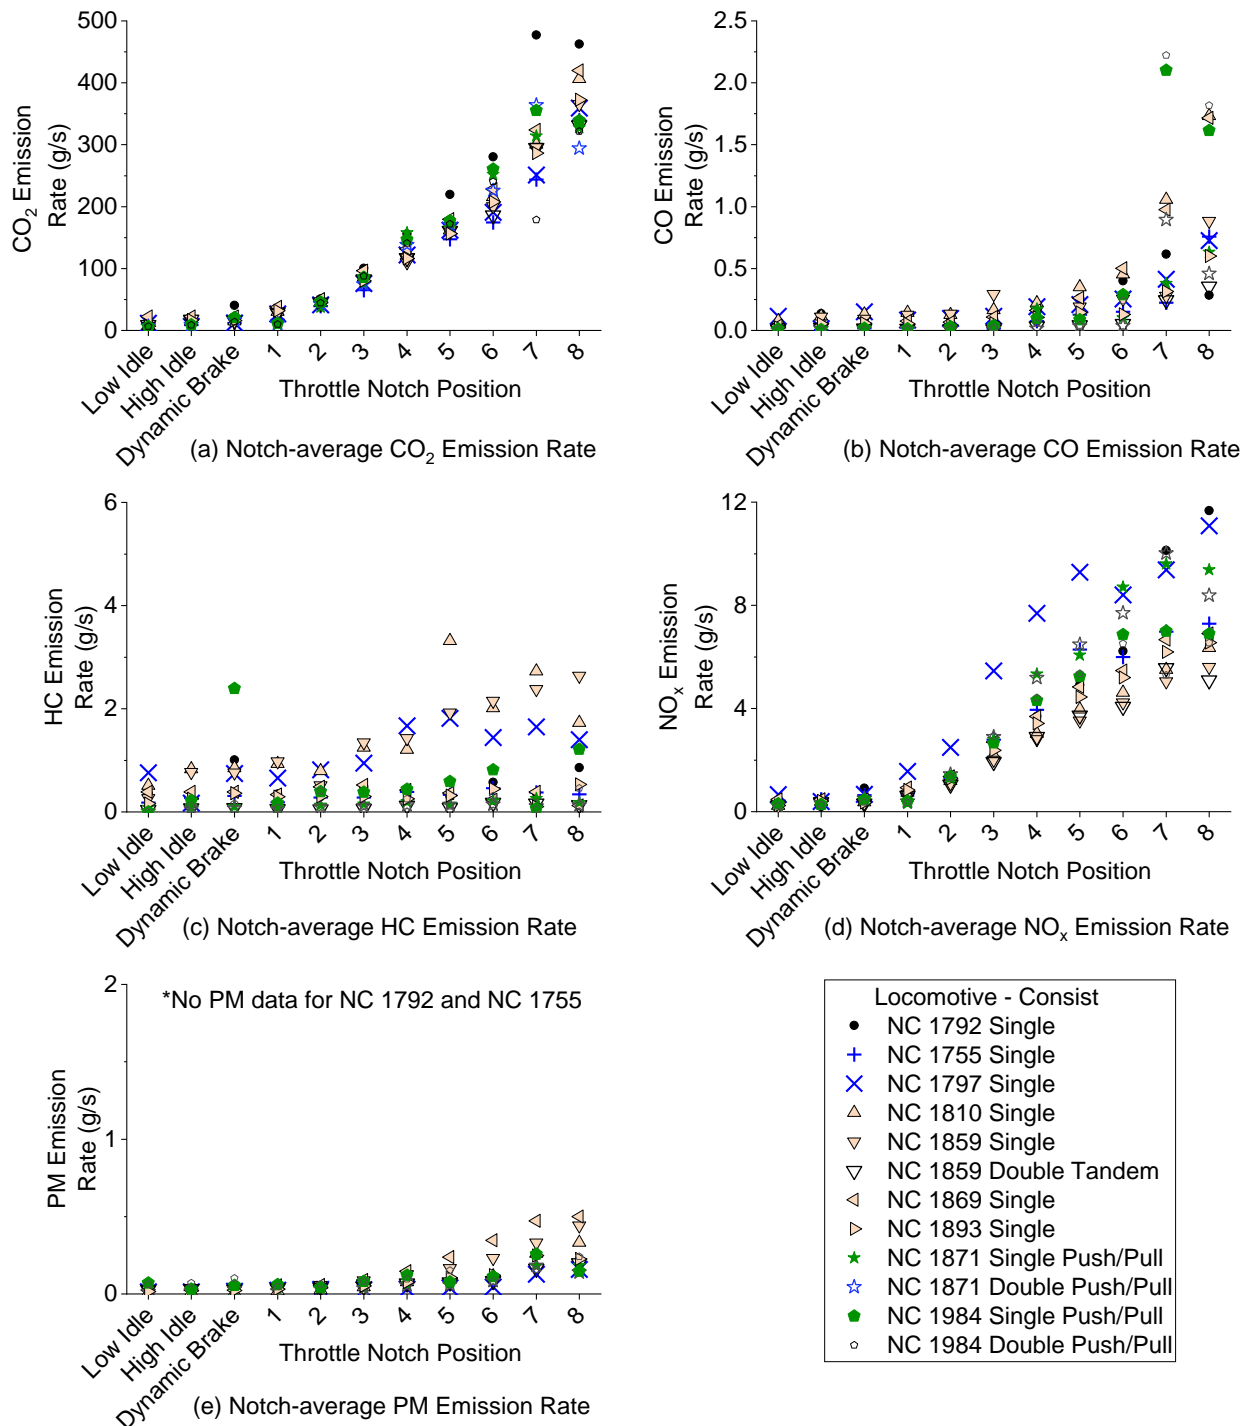 500
400
300
200
100
0
CO₂ Emission
Rate (g/s)
Low Idle
High Idle
Dynamic Brake
1
2
3
4
5
6
7
8
Throttle Notch Position
(a) Notch-average CO₂ Emission Rate
2.5
2.0
1.5
1.0
0.5
0.0
CO Emission
Rate (g/s)
Low Idle
High Idle
Dynamic Brake
1
2
3
4
5
6
7
8
Throttle Notch Position
(b) Notch-average CO Emission Rate
6
4
2
0
HC Emission
Rate (g/s)
Low Idle
High Idle
Dynamic Brake
1
2
3
4
5
6
7
8
Throttle Notch Position
(c) Notch-average HC Emission Rate
12
8
4
0
NOₓ Emission
Rate (g/s)
Low Idle
High Idle
Dynamic Brake
1
2
3
4
5
6
7
8
Throttle Notch Position
(d) Notch-average NOₓ Emission Rate
2
1
0
PM Emission
Rate (g/s)
*No PM data for NC 1792 and NC 1755
Low Idle
High Idle
Dynamic Brake
1
2
3
4
5
6
7
8
Throttle Notch Position
(e) Notch-average PM Emission Rate
Locomotive - Consist
NC 1792 Single
NC 1755 Single
NC 1797 Single
NC 1810 Single
NC 1859 Single
NC 1859 Double Tandem
NC 1869 Single
NC 1893 Single
NC 1871 Single Push/Pull
NC 1871 Double Push/Pull
NC 1984 Single Push/Pull
NC 1984 Double Push/Pull